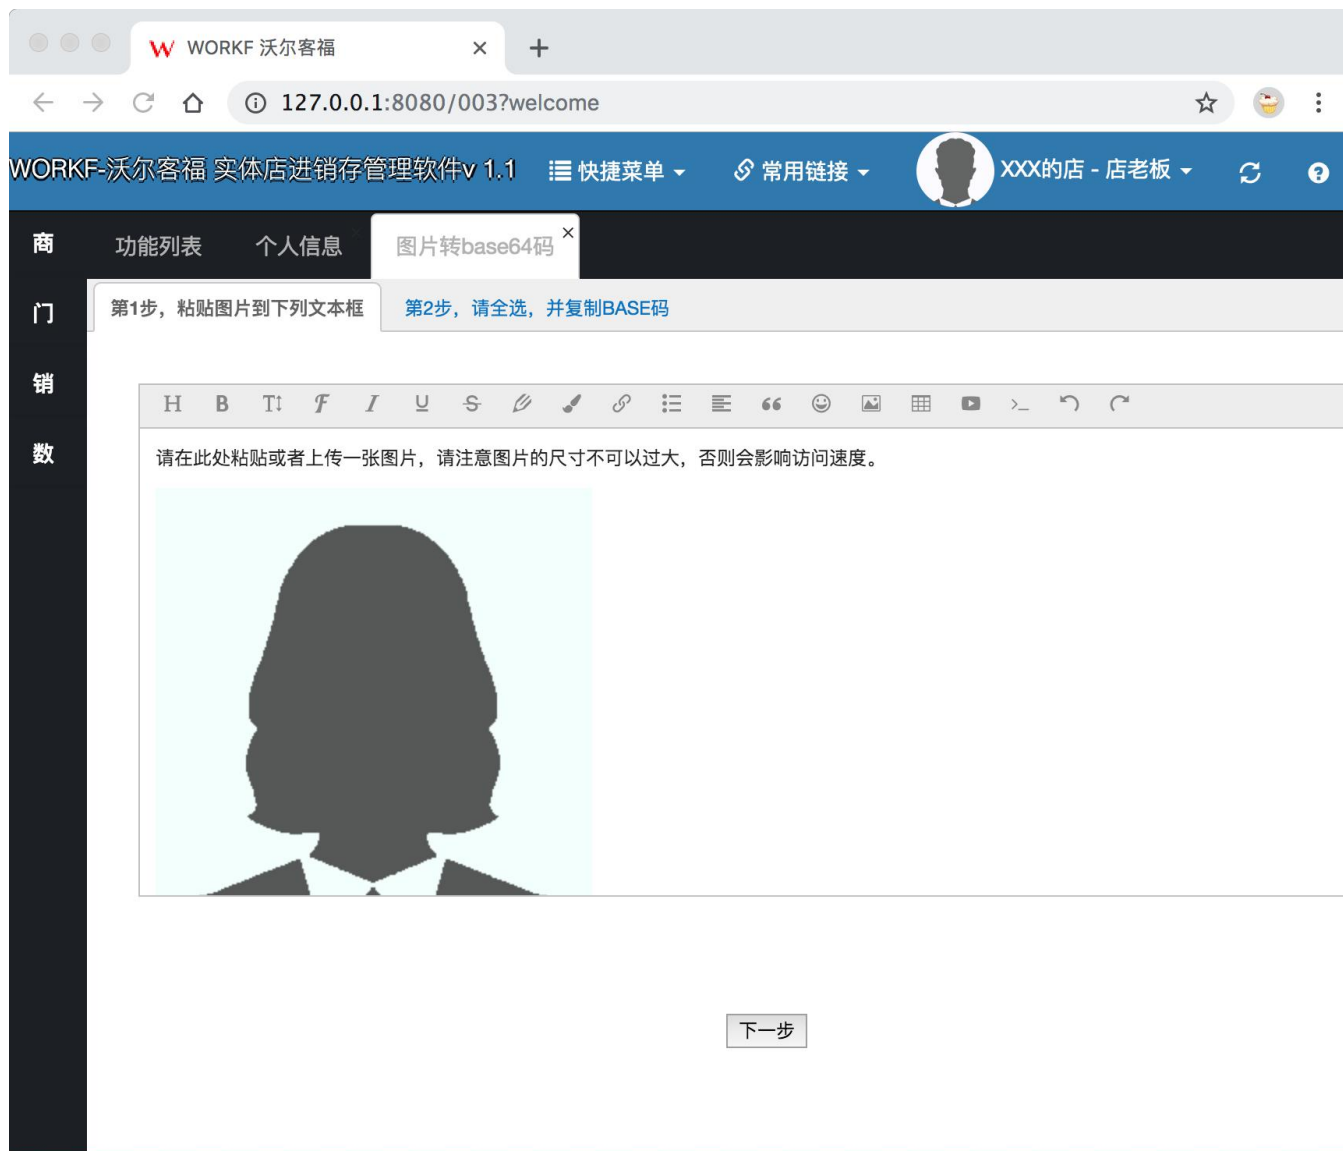 WORKF 沃尔客福
127.0.0.1:8080/003?welcome
WORKF-沃尔客福 实体店进销存管理软件v 1.1 快捷菜单 常用链接 XXX的店 - 店老板
商 功能列表 个人信息 图片转base64码
门 第1步，粘贴图片到下列文本框 第2步，请全选，并复制BASE码
销
数
请在此处粘贴或者上传一张图片，请注意图片的尺寸不可以过大，否则会影响访问速度。
下一步